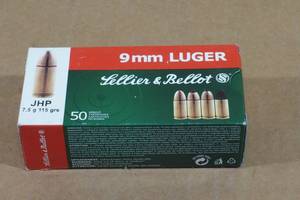 9mm LUGER
Sellier & Bellot
JHP
7.5 g 115 grs
50
Sellier & Bellot